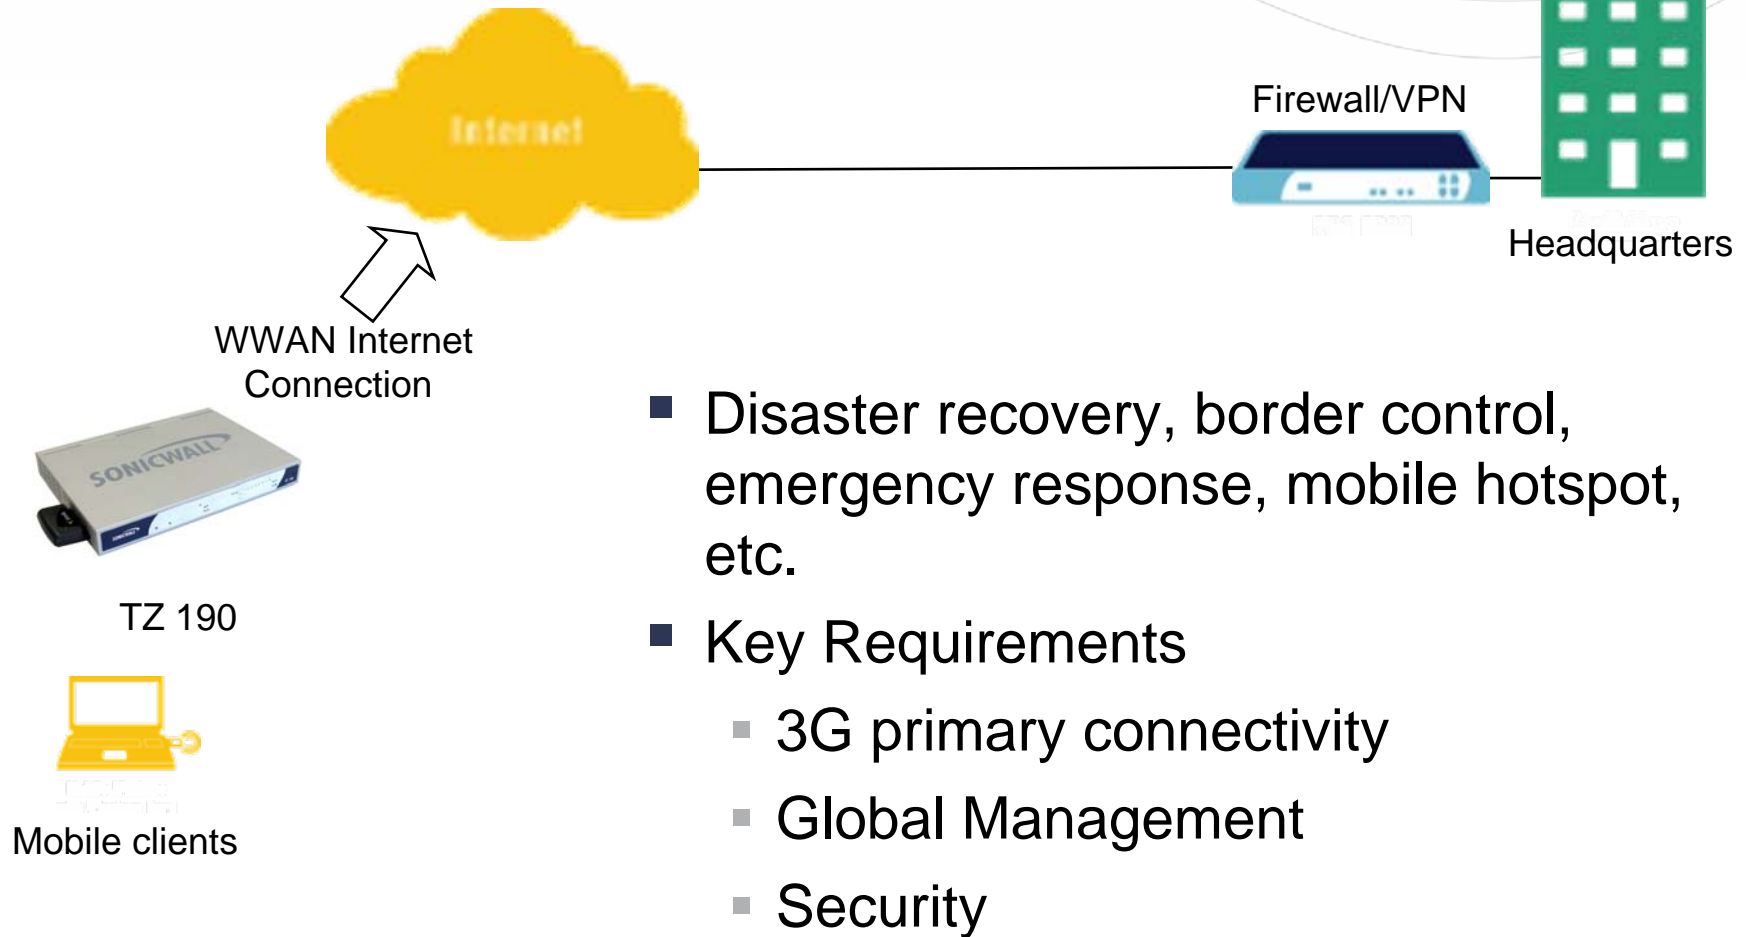 Internet
Firewall/VPN
Headquarters
WWAN Internet
Connection
SONICWALL
TZ 190
Mobile clients
Disaster recovery, border control,
emergency response, mobile hotspot,
etc.
Key Requirements
3G primary connectivity
Global Management
Security